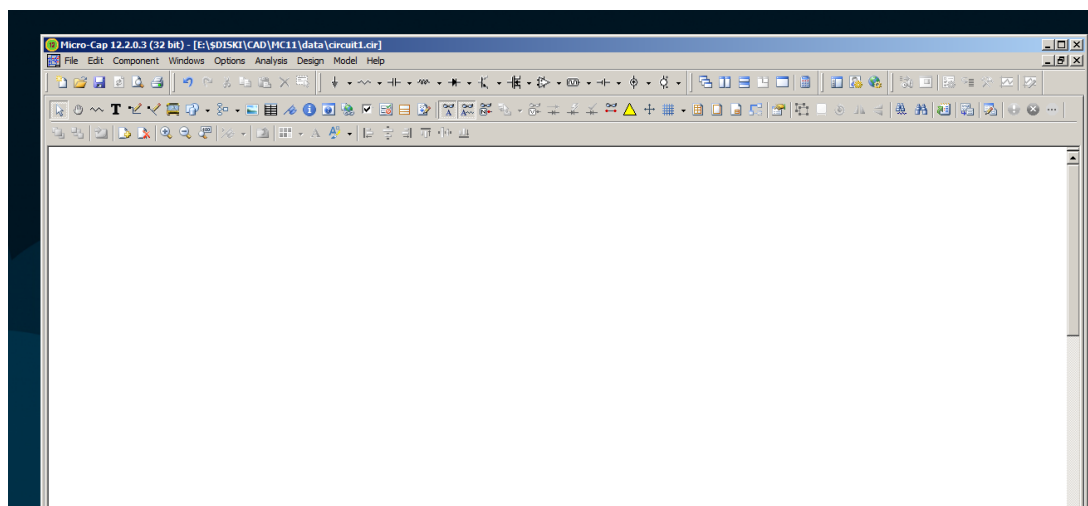 Micro-Cap 12.2.0.3 (32 bit) - [E:\$DISKI\CAD\MC11\data\circuit1.cir]
File Edit Component Windows Options Analysis Design Model Help